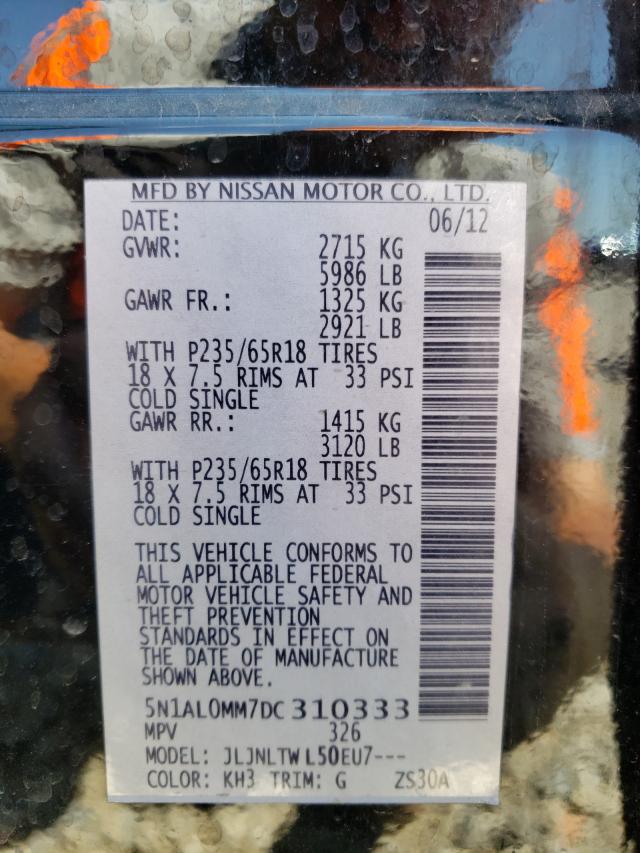 MFD BY NISSAN MOTOR CO., LTD.
DATE: 06/12
GVWR: 2715 KG
5986 LB
GAWR FR.: 1325 KG
2921 LB
WITH P235/65R18 TIRES
18 X 7.5 RIMS AT 33 PSI
COLD SINGLE
GAWR RR.: 1415 KG
3120 LB
WITH P235/65R18 TIRES
18 X 7.5 RIMS AT 33 PSI
COLD SINGLE
THIS VEHICLE CONFORMS TO
ALL APPLICABLE FEDERAL
MOTOR VEHICLE SAFETY AND
THEFT PREVENTION
STANDARDS IN EFFECT ON
THE DATE OF MANUFACTURE
SHOWN ABOVE.
5N1AL0MM7DC310333
MPV 326
MODEL: JLJNLTWL50EU7---
COLOR: KH3 TRIM: G ZS30A